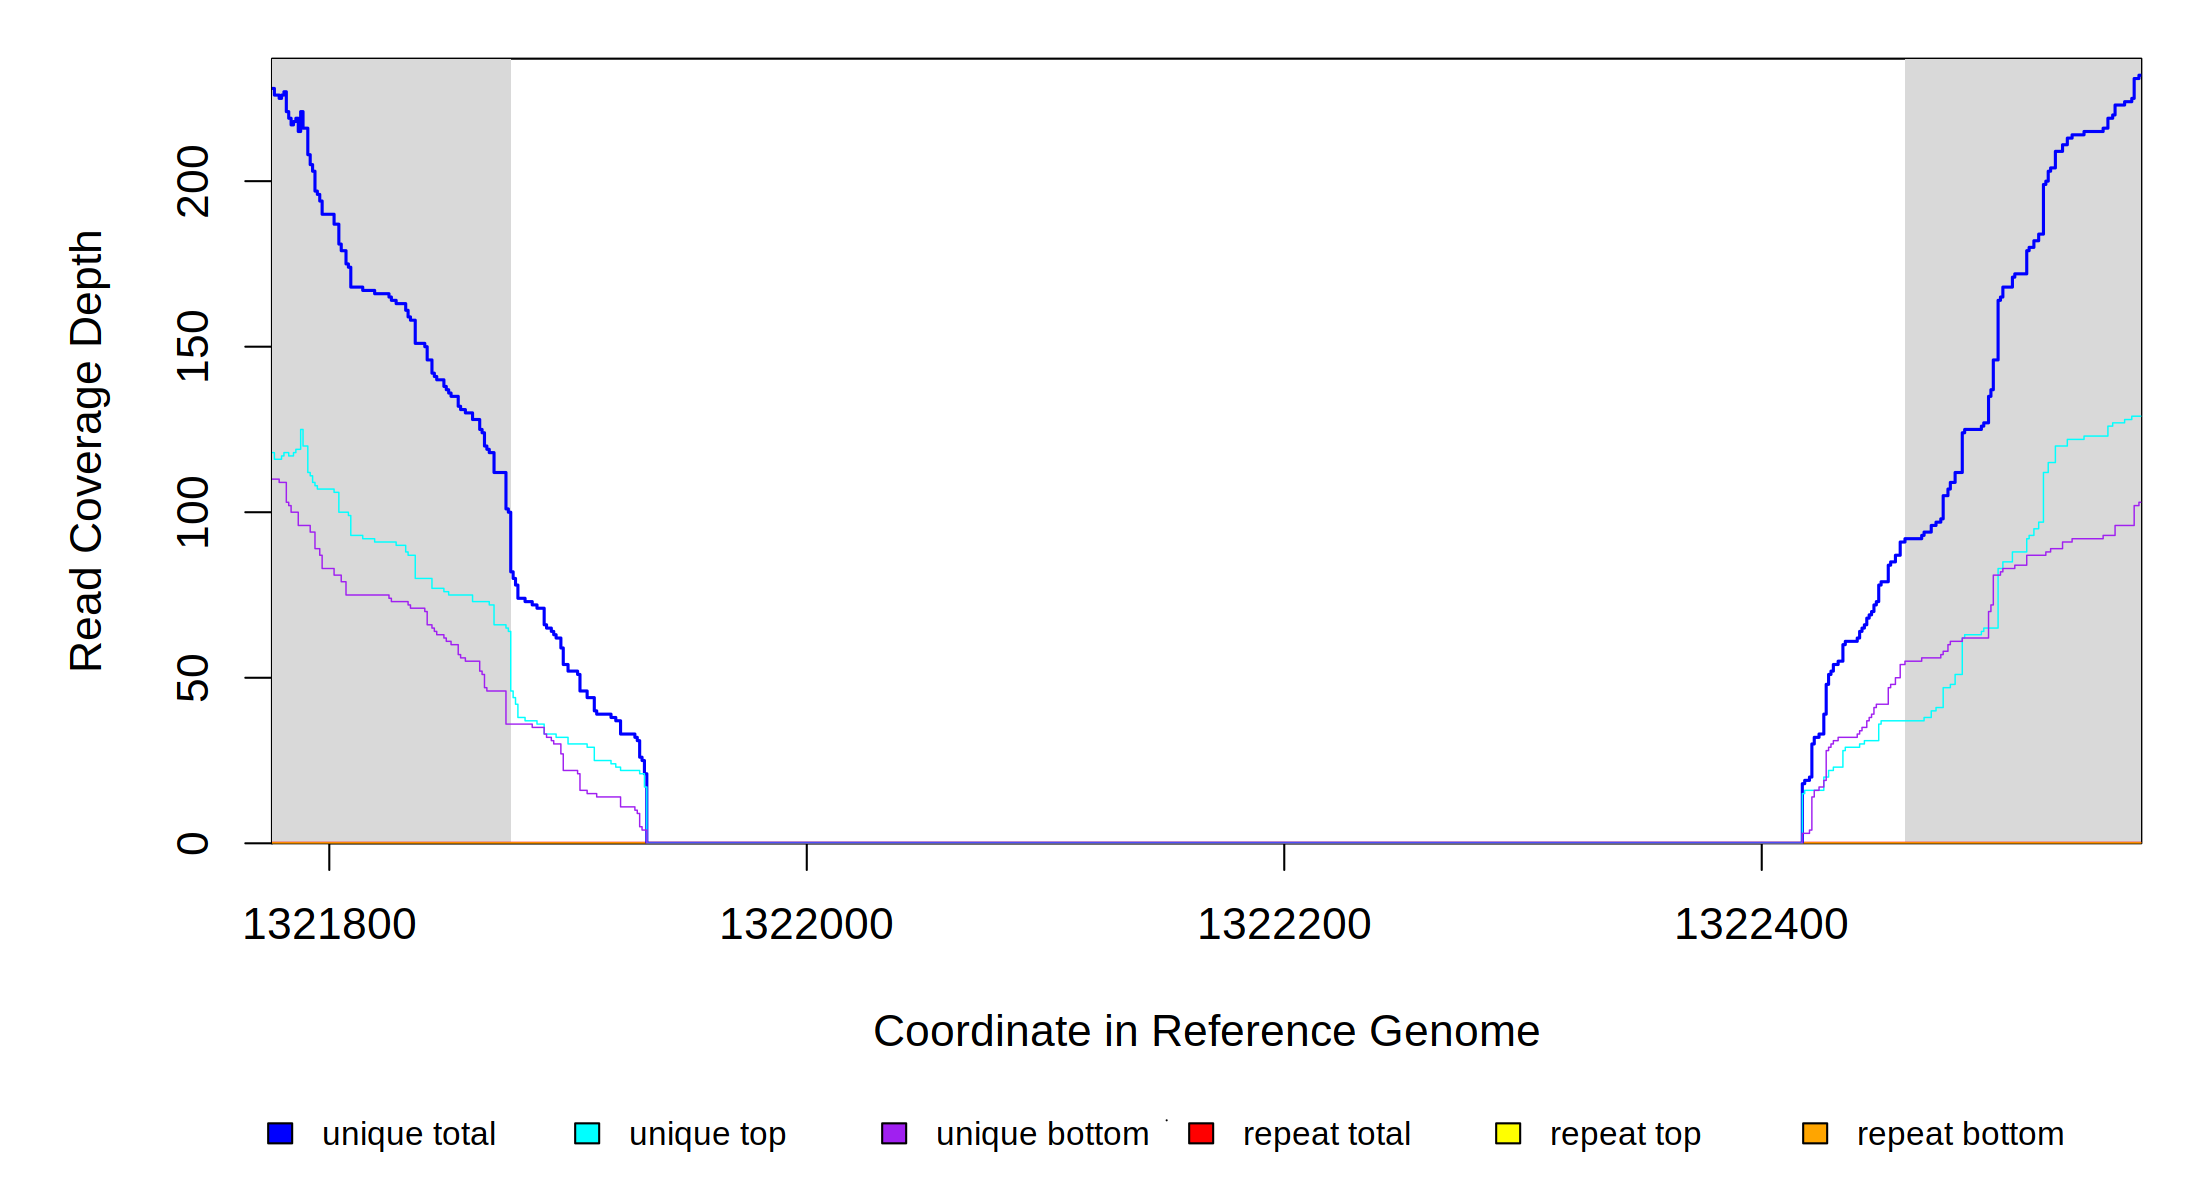 Read Coverage Depth
200
150
100
50
0
1321800 1322000 1322200 1322400
Coordinate in Reference Genome
unique total unique top unique bottom repeat total repeat top repeat bottom